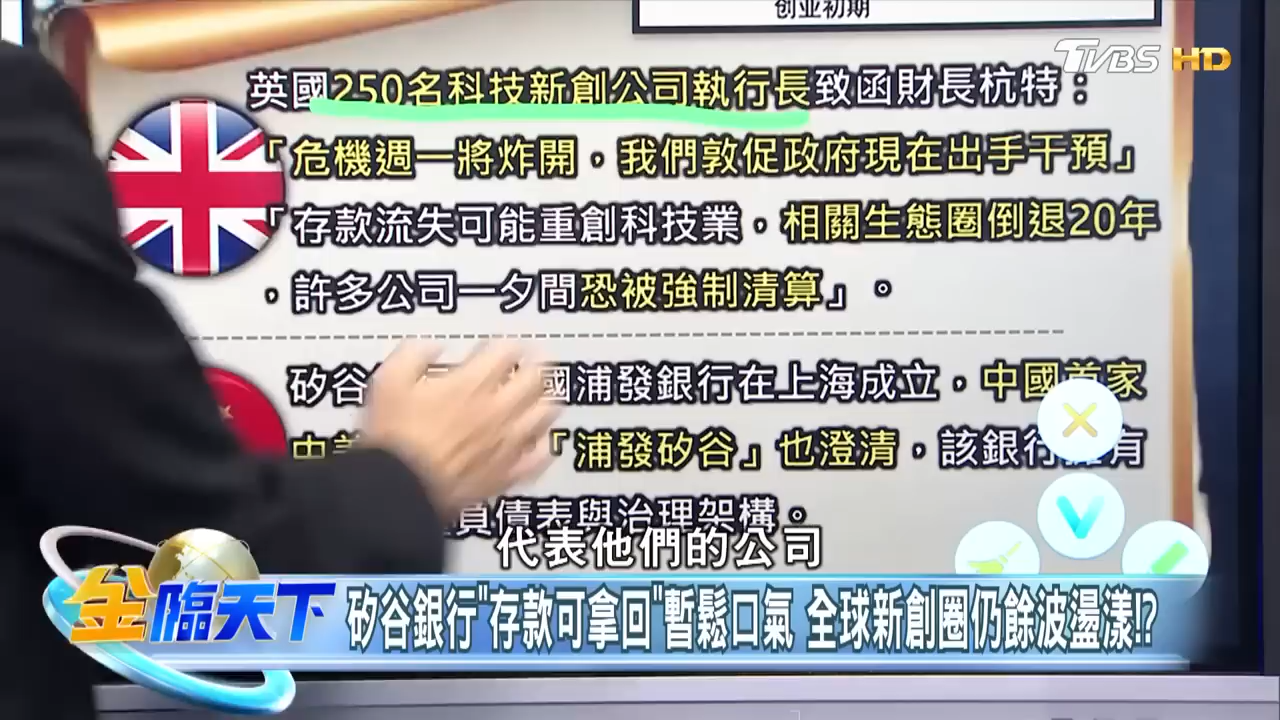 创业初期
TVBS HD
英國250名科技新創公司執行長致函財長杭特：
「危機週一將炸開，我們敦促政府現在出手干預」
「存款流失可能重創科技業，相關生態圈倒退20年
，許多公司一夕間恐被強制清算」。
矽谷 國浦發銀行在上海成立，中國首家
中 「浦發矽谷」也澄清，該銀行擁有
負債表與治理架構。
代表他們的公司
金臨天下
矽谷銀行"存款可拿回"暫鬆口氣 全球新創圈仍餘波盪漾!?